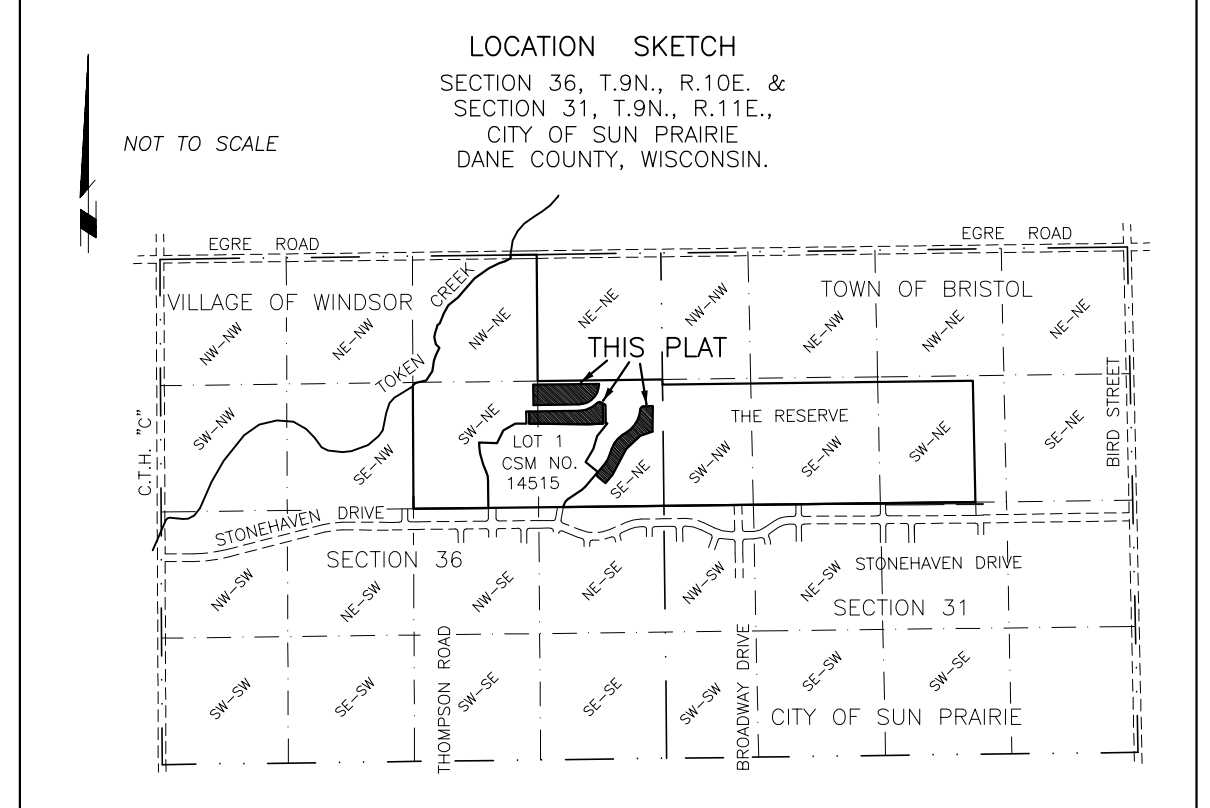 LOCATION SKETCH
SECTION 36, T.9N., R.10E. &
SECTION 31, T.9N., R.11E.,
CITY OF SUN PRAIRIE
DANE COUNTY, WISCONSIN.
NOT TO SCALE
EGRE ROAD
EGRE ROAD
VILLAGE OF WINDSOR
TOKEN CREEK
TOWN OF BRISTOL
NW-NW
NE-NW
NW-NE
NE-NE
NW-NW
NE-NW
NW-NE
NE-NE
THIS PLAT
C.T.H. "C"
BIRD STREET
THE RESERVE
SW-NW
SE-NW
SW-NE
SE-NE
SW-NW
SE-NW
SW-NE
SE-NE
LOT 1
CSM NO.
14515
STONEHAVEN DRIVE
SECTION 36
STONEHAVEN DRIVE
SECTION 31
NW-SW
NE-SW
NW-SE
NE-SE
NW-SW
NE-SW
THOMPSON ROAD
BROADWAY DRIVE
SW-SW
SE-SW
SW-SE
SE-SE
SW-SW
SE-SW
SW-SE
CITY OF SUN PRAIRIE